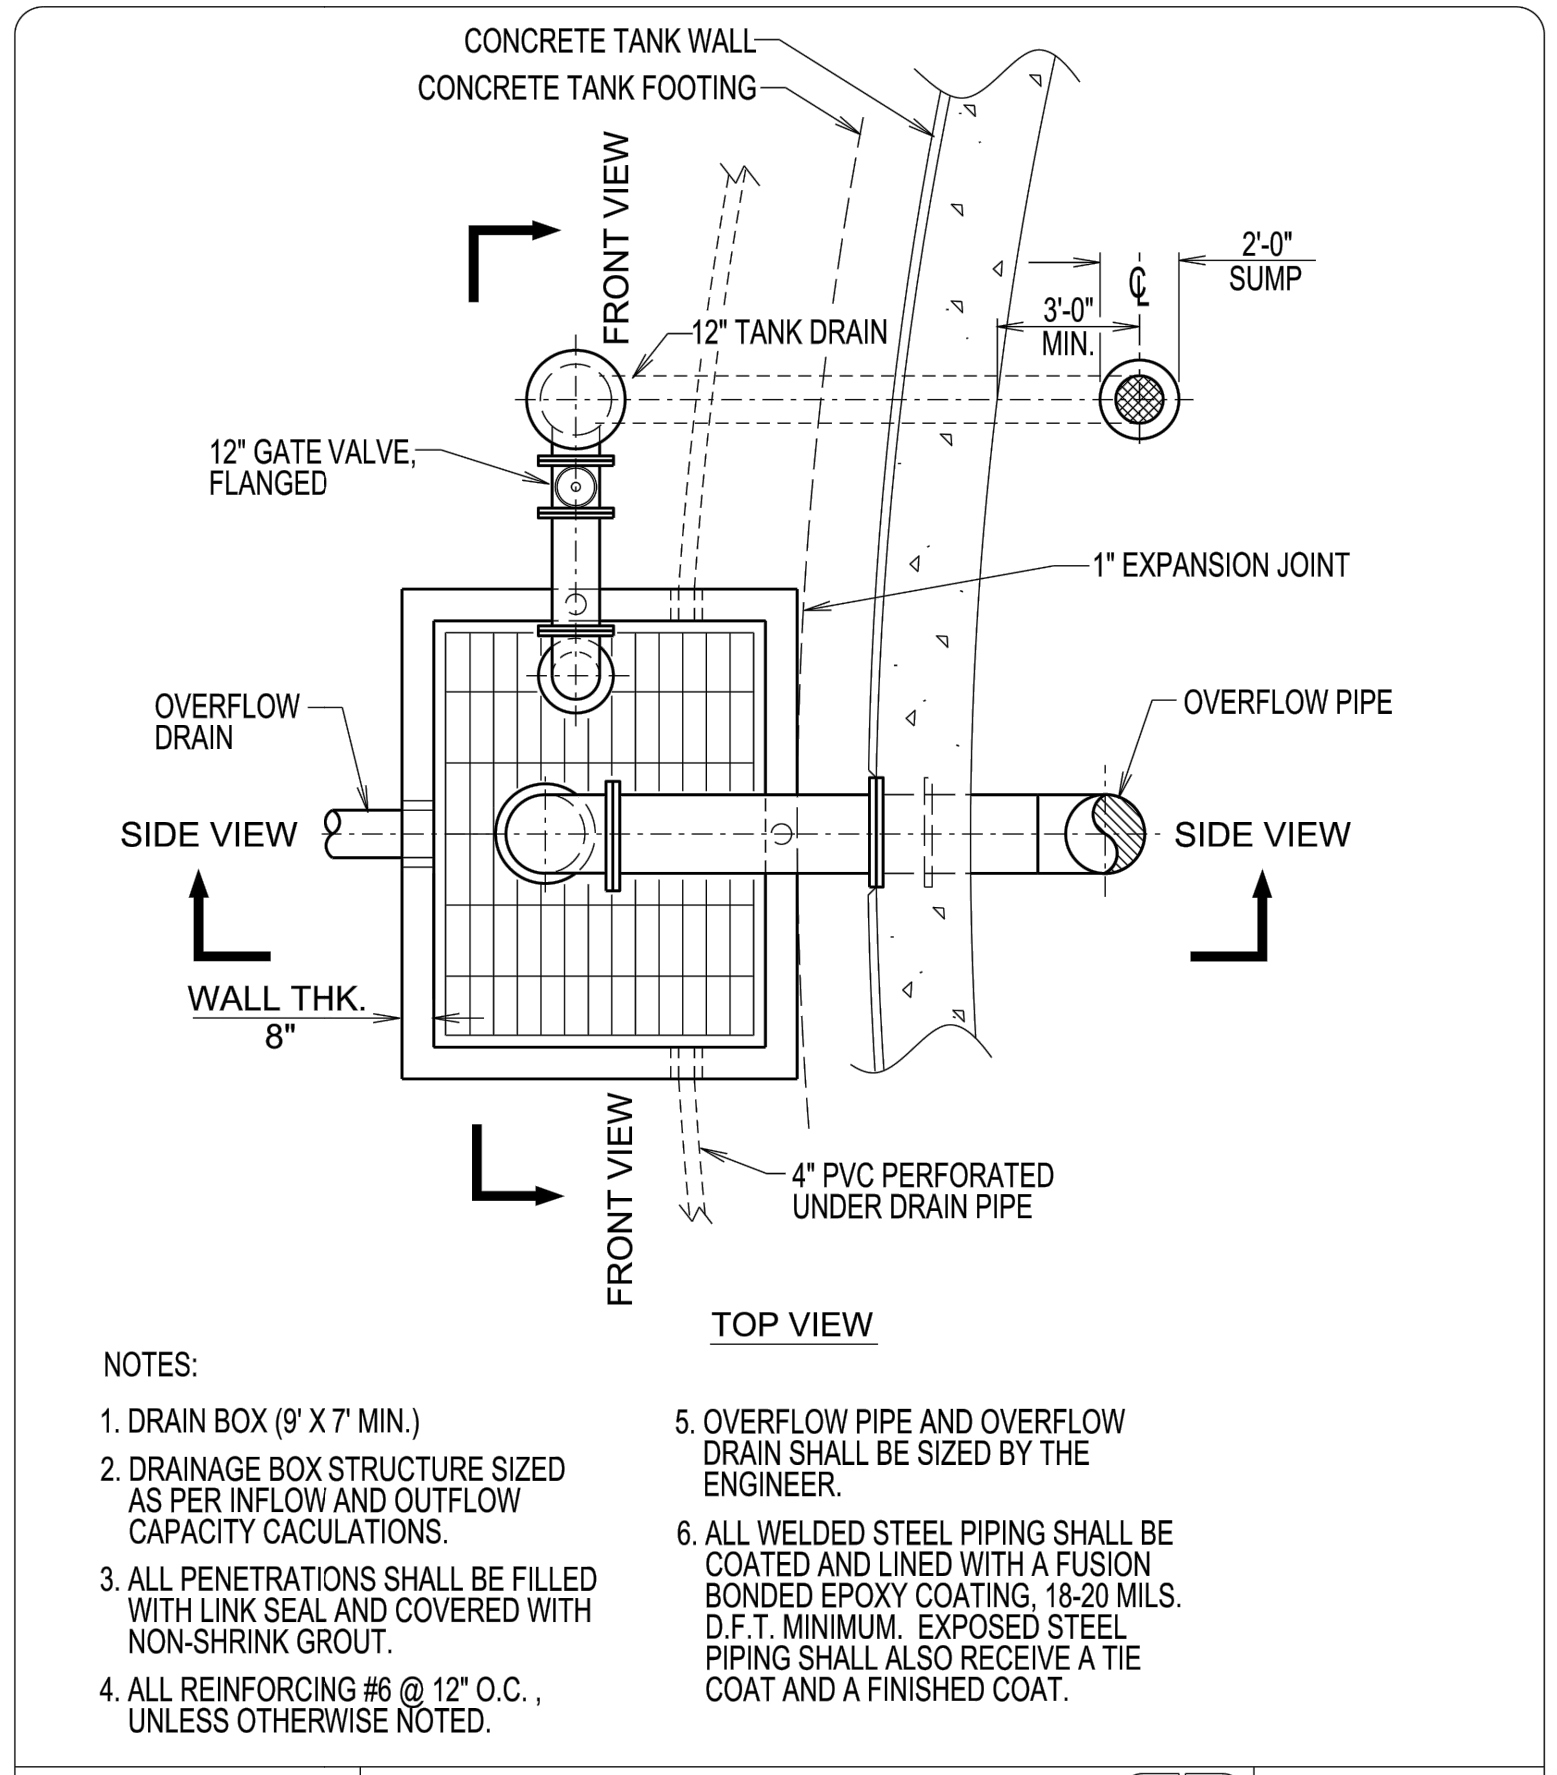 CONCRETE TANK WALL
CONCRETE TANK FOOTING
FRONT VIEW
2'-0"
SUMP
CL
3'-0"
MIN.
12" TANK DRAIN
12" GATE VALVE,
FLANGED
1" EXPANSION JOINT
OVERFLOW
DRAIN
OVERFLOW PIPE
SIDE VIEW
SIDE VIEW
WALL THK.
8"
FRONT VIEW
4" PVC PERFORATED
UNDER DRAIN PIPE
TOP VIEW
NOTES:
1. DRAIN BOX (9' X 7' MIN.)
2. DRAINAGE BOX STRUCTURE SIZED
AS PER INFLOW AND OUTFLOW
CAPACITY CACULATIONS.
3. ALL PENETRATIONS SHALL BE FILLED
WITH LINK SEAL AND COVERED WITH
NON-SHRINK GROUT.
4. ALL REINFORCING #6 @ 12" O.C. ,
UNLESS OTHERWISE NOTED.
5. OVERFLOW PIPE AND OVERFLOW
DRAIN SHALL BE SIZED BY THE
ENGINEER.
6. ALL WELDED STEEL PIPING SHALL BE
COATED AND LINED WITH A FUSION
BONDED EPOXY COATING, 18-20 MILS.
D.F.T. MINIMUM.  EXPOSED STEEL
PIPING SHALL ALSO RECEIVE A TIE
COAT AND A FINISHED COAT.